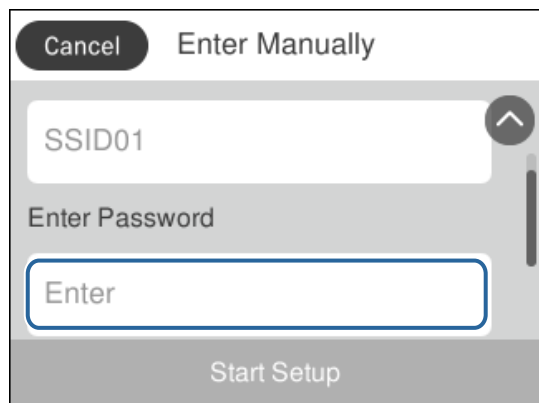 Cancel Enter Manually
SSID01
Enter Password
Enter
Start Setup